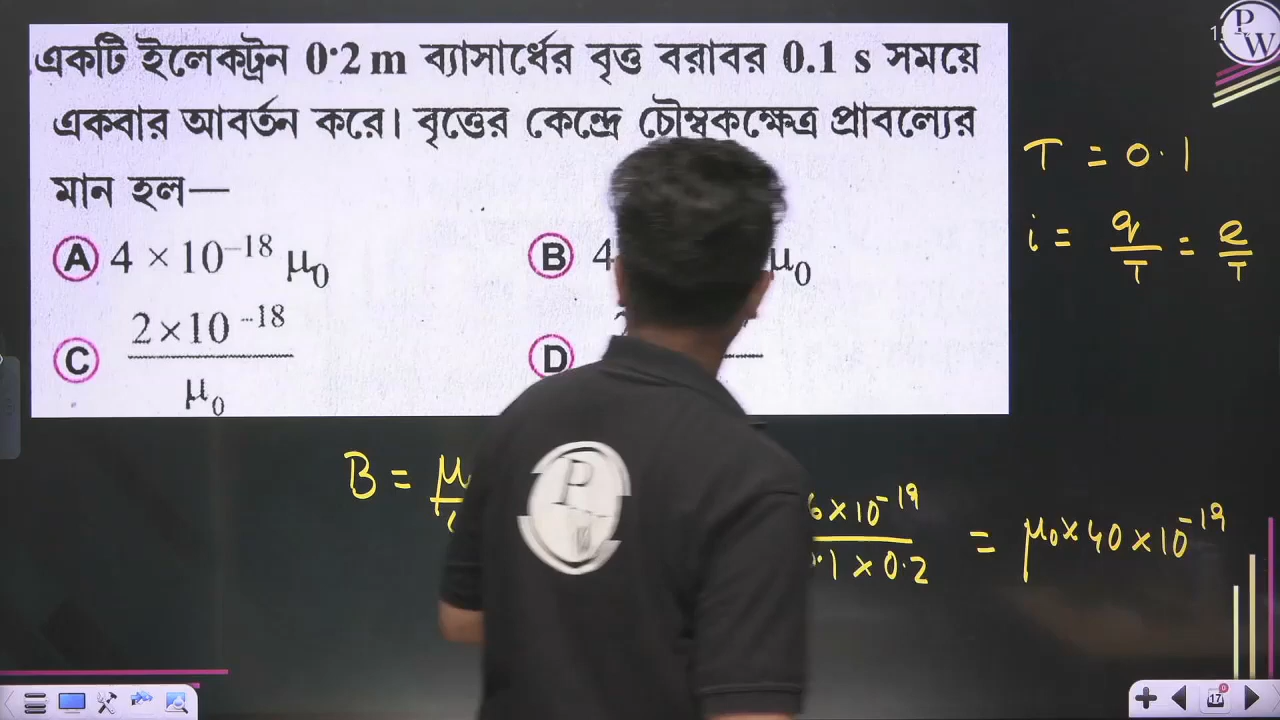 একটি ইলেকট্রন 0·2 m ব্যাসার্ধের বৃত্ত বরাবর 0.1 s সময়ে
একবার আবর্তন করে। বৃত্তের কেন্দ্রে চৌম্বকক্ষেত্র প্রাবল্যের
মান হল—
A 4 × 10⁻¹⁸ μ₀
B 4 μ₀
C 2×10⁻¹⁸ / μ₀
D
T = 0.1
i = q/T = e/T
B = μ
6 × 10⁻¹⁹ / ·1 × 0.2 = μ₀ × 40 × 10⁻¹⁹
P W
P W
17